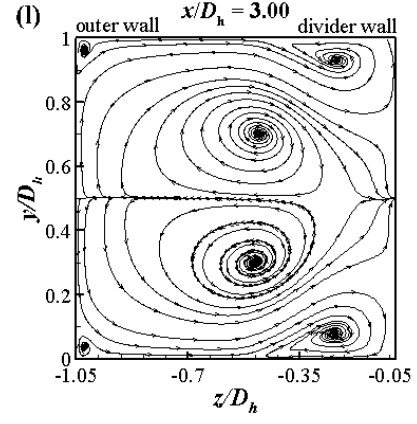 (l)
x/Dh = 3.00
outer wall divider wall
1
0.8
0.6
y/Dh
0.4
0.2
0
-1.05 -0.7 -0.35 -0.05
z/Dh